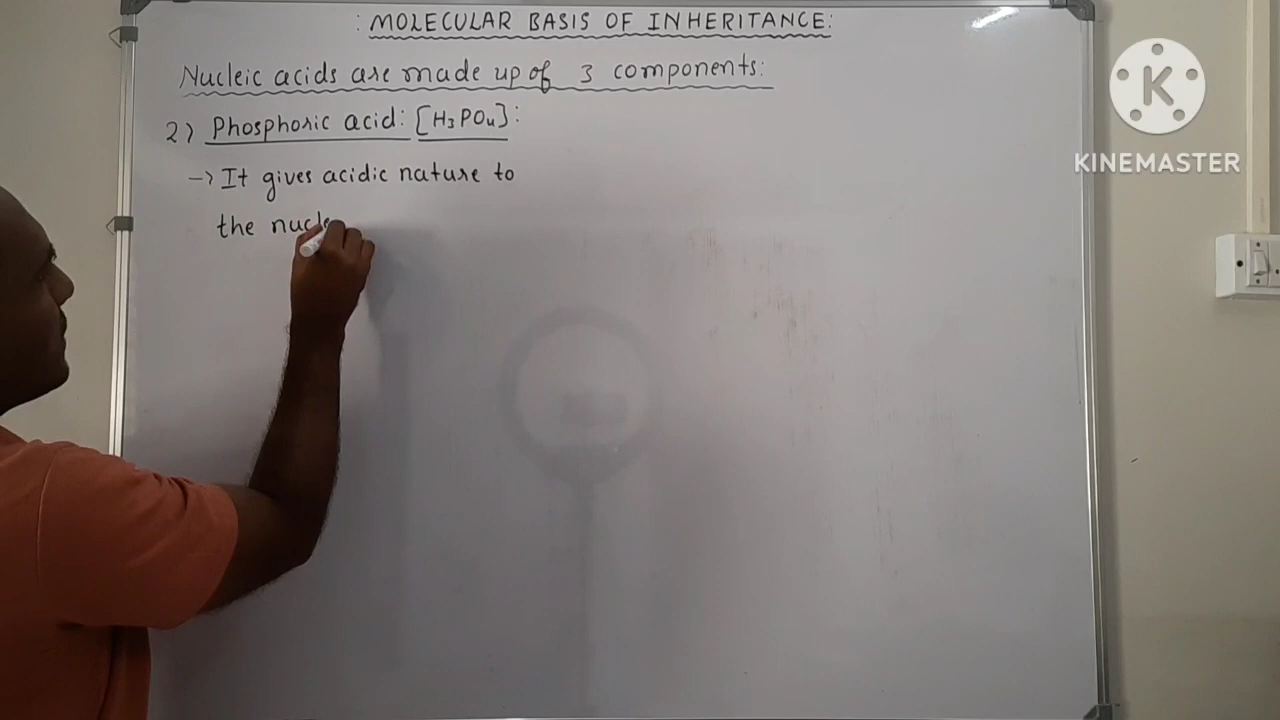 : MOLECULAR BASIS OF INHERITANCE:
Nucleic acids are made up of 3 components:
2) Phosphoric acid: [H3PO4]:
→ It gives acidic nature to
the nucle
K
KINEMASTER